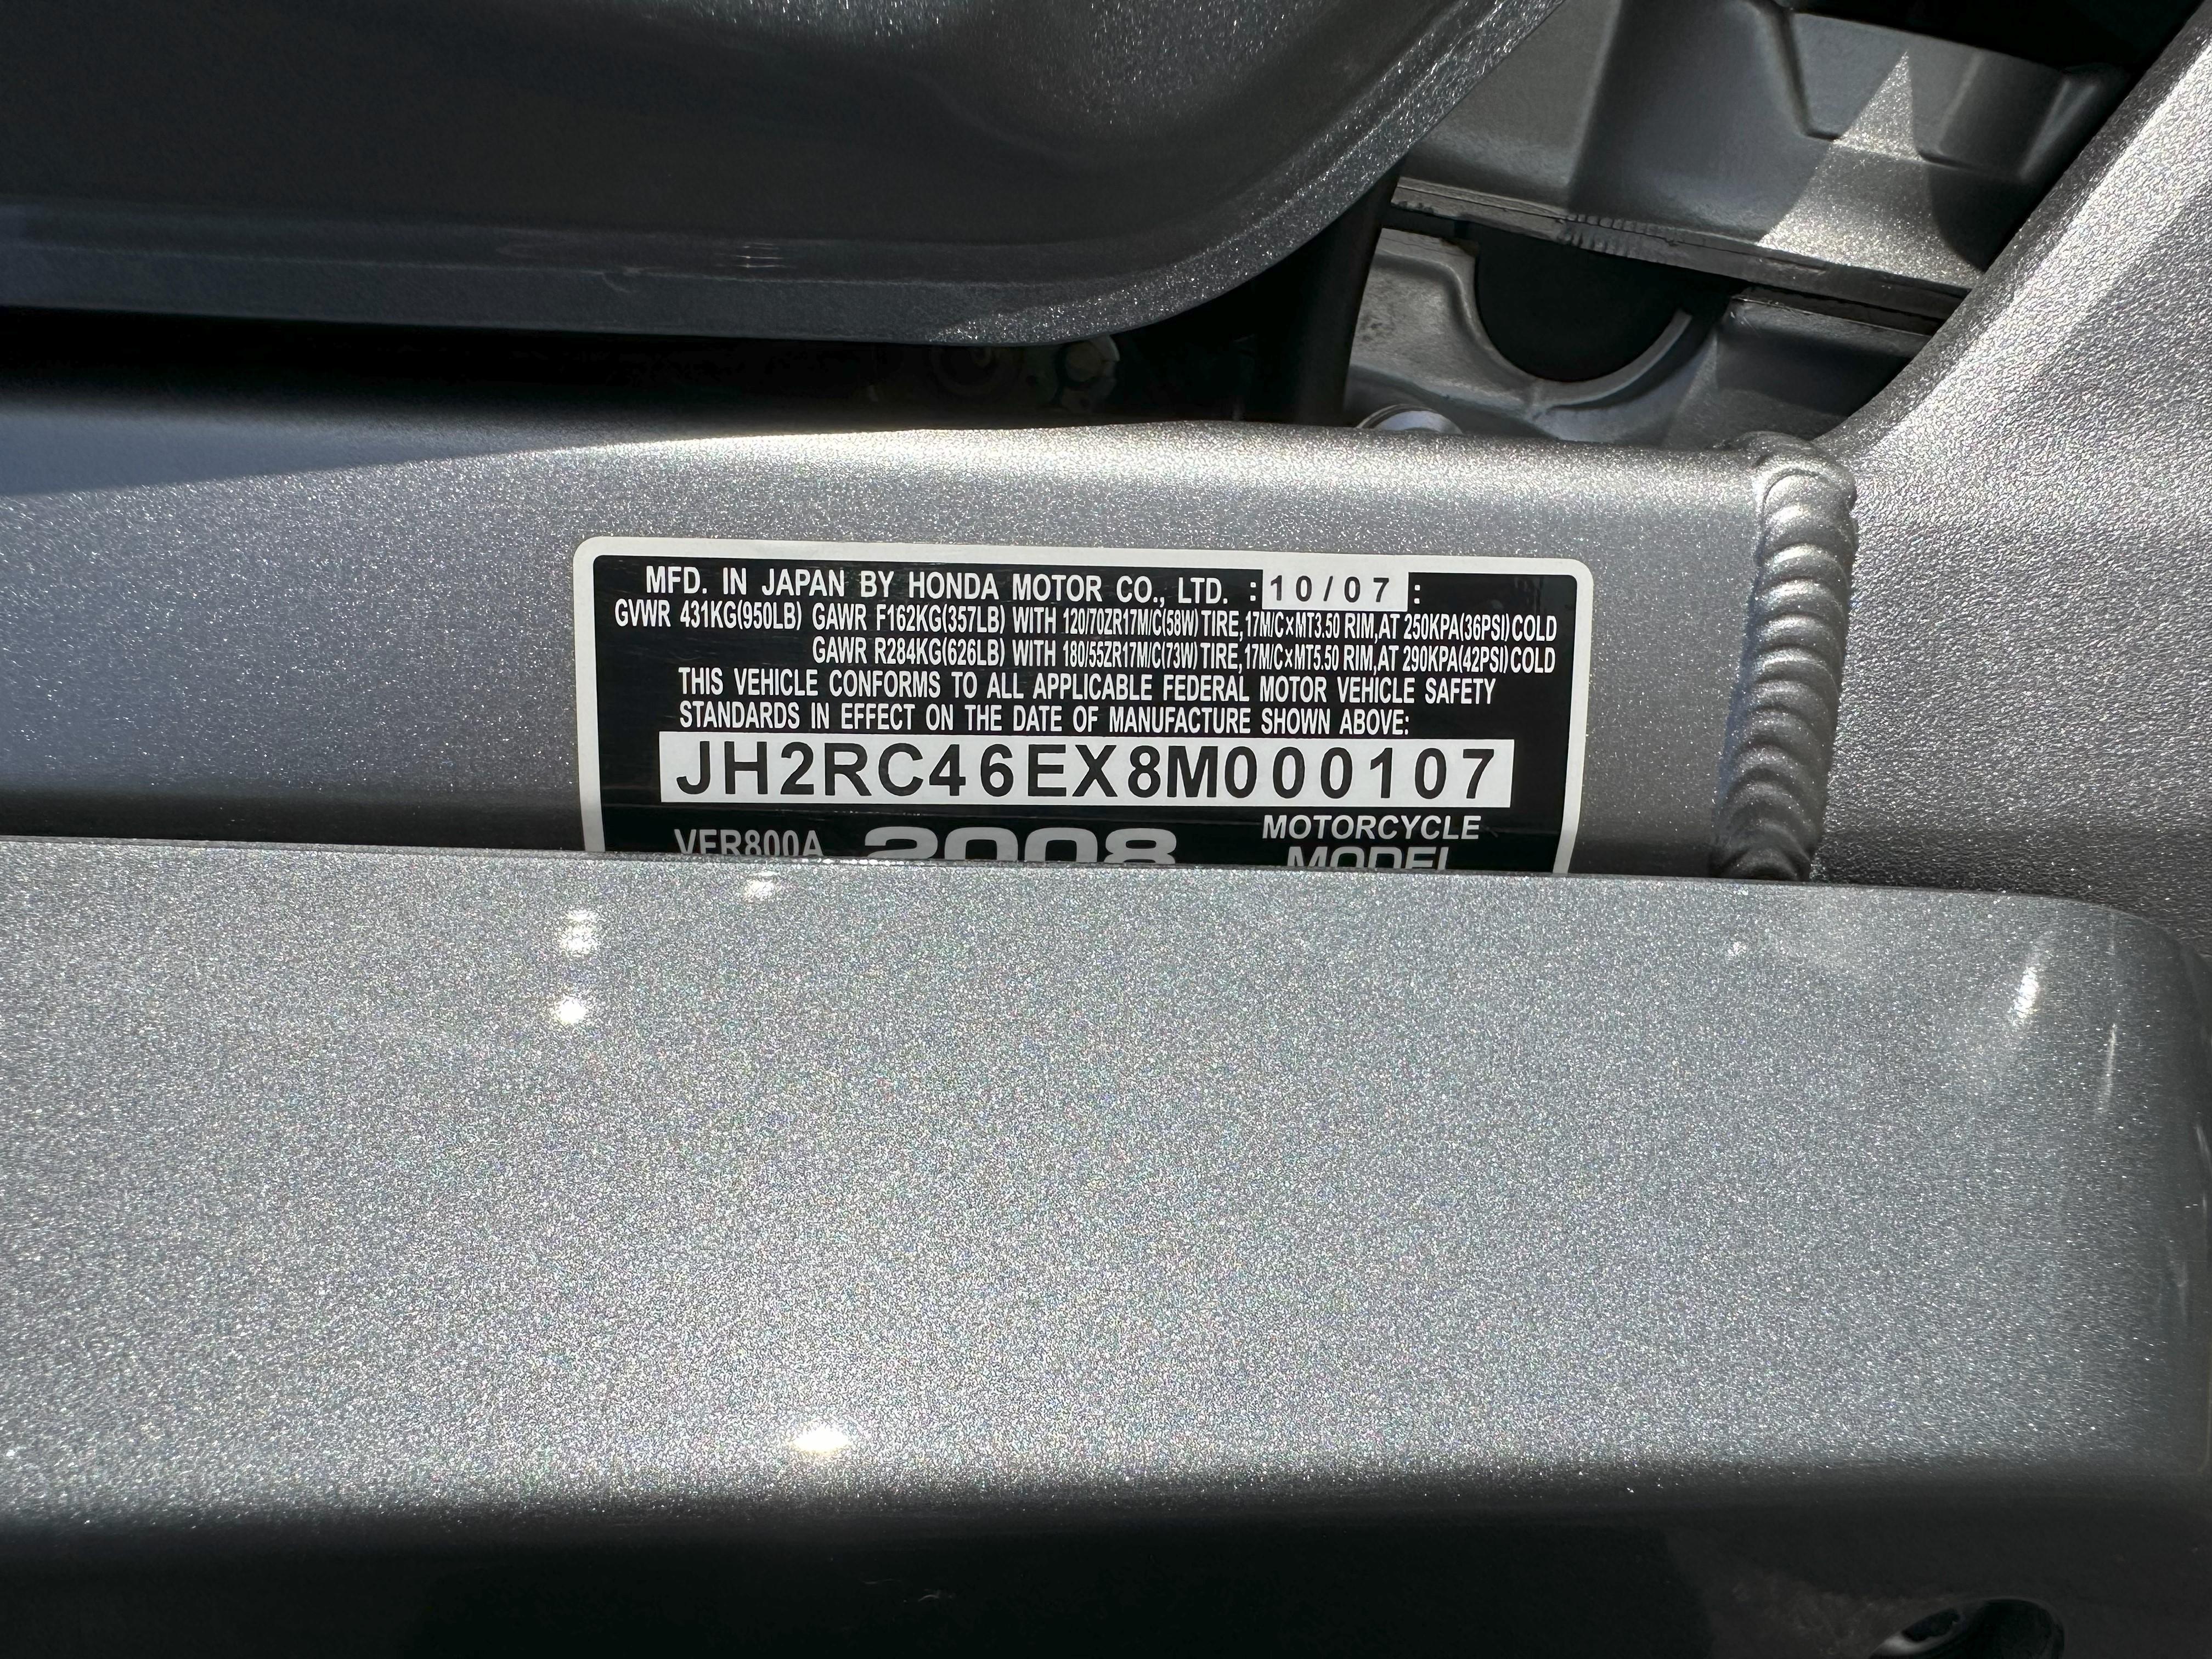 MFD. IN JAPAN BY HONDA MOTOR CO., LTD. : 10/07 :
GVWR 431KG(950LB) GAWR F162KG(357LB) WITH 120/70ZR17M/C(58W) TIRE,17M/C×MT3.50 RIM,AT 250KPA(36PSI)COLD
GAWR R284KG(626LB) WITH 180/55ZR17M/C(73W) TIRE,17M/C×MT5.50 RIM,AT 290KPA(42PSI)COLD
THIS VEHICLE CONFORMS TO ALL APPLICABLE FEDERAL MOTOR VEHICLE SAFETY
STANDARDS IN EFFECT ON THE DATE OF MANUFACTURE SHOWN ABOVE:
JH2RC46EX8M000107
VFR800A 2008 MOTORCYCLE
MODEL